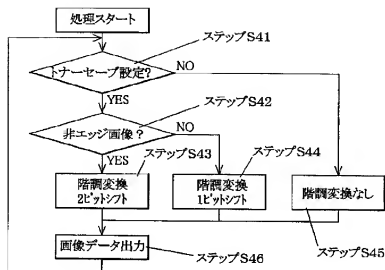 処理スタート
ステップS41
トナーセーブ設定?
NO
YES
ステップS42
非エッジ画像?
NO
YES
ステップS43
ステップS44
階調変換
2ビットシフト
階調変換
1ビットシフト
階調変換なし
ステップS45
画像データ出力
ステップS46